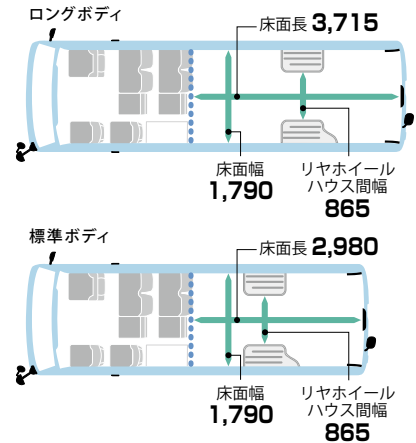 ロングボディ
床面長 3,715
床面幅
1,790
リヤホイール
ハウス間幅
865
標準ボディ
床面長 2,980
床面幅
1,790
リヤホイール
ハウス間幅
865